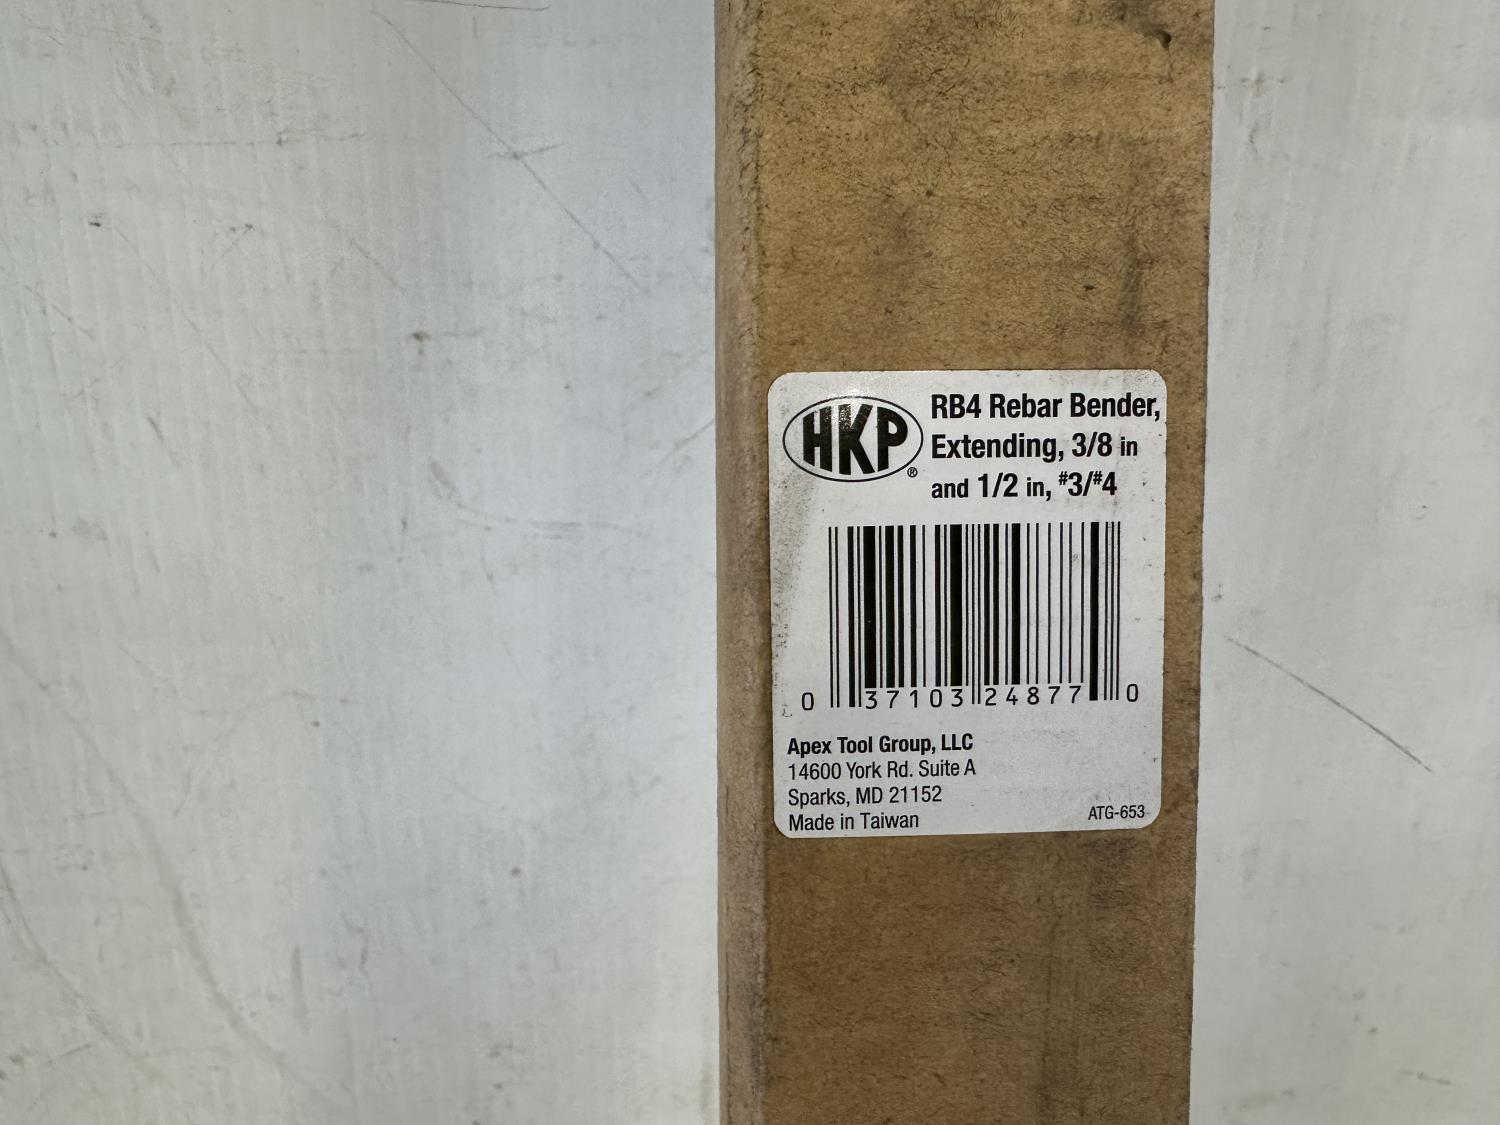 HKP®
RB4 Rebar Bender,
Extending, 3/8 in
and 1/2 in, #3/#4
0 37103 24877 0
Apex Tool Group, LLC
14600 York Rd. Suite A
Sparks, MD 21152
Made in Taiwan
ATG-653